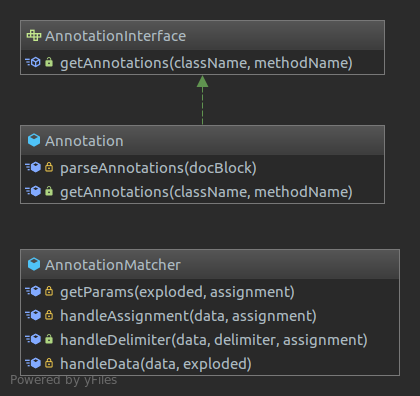 AnnotationInterface
getAnnotations(className, methodName)
Annotation
parseAnnotations(docBlock)
getAnnotations(className, methodName)
AnnotationMatcher
getParams(exploded, assignment)
handleAssignment(data, assignment)
handleDelimiter(data, delimiter, assignment)
handleData(data, exploded)
Powered by yFiles